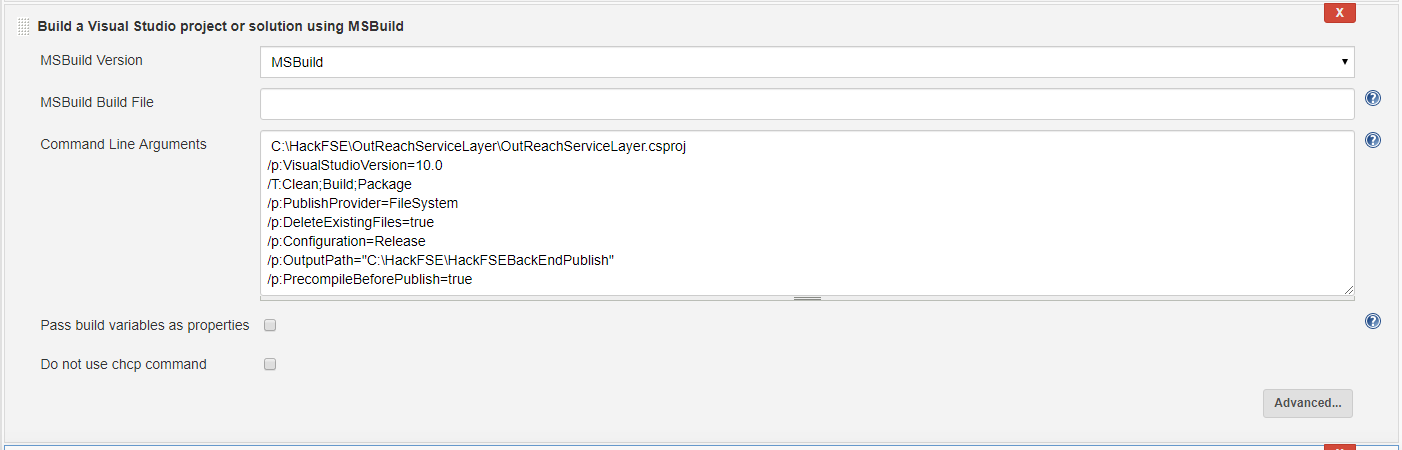 X
Build a Visual Studio project or solution using MSBuild
MSBuild Version
MSBuild
MSBuild Build File
Command Line Arguments
C:\HackFSE\OutReachServiceLayer\OutReachServiceLayer.csproj
/p:VisualStudioVersion=10.0
/T:Clean;Build;Package
/p:PublishProvider=FileSystem
/p:DeleteExistingFiles=true
/p:Configuration=Release
/p:OutputPath="C:\HackFSE\HackFSEBackEndPublish"
/p:PrecompileBeforePublish=true
Pass build variables as properties
Do not use chcp command
Advanced...